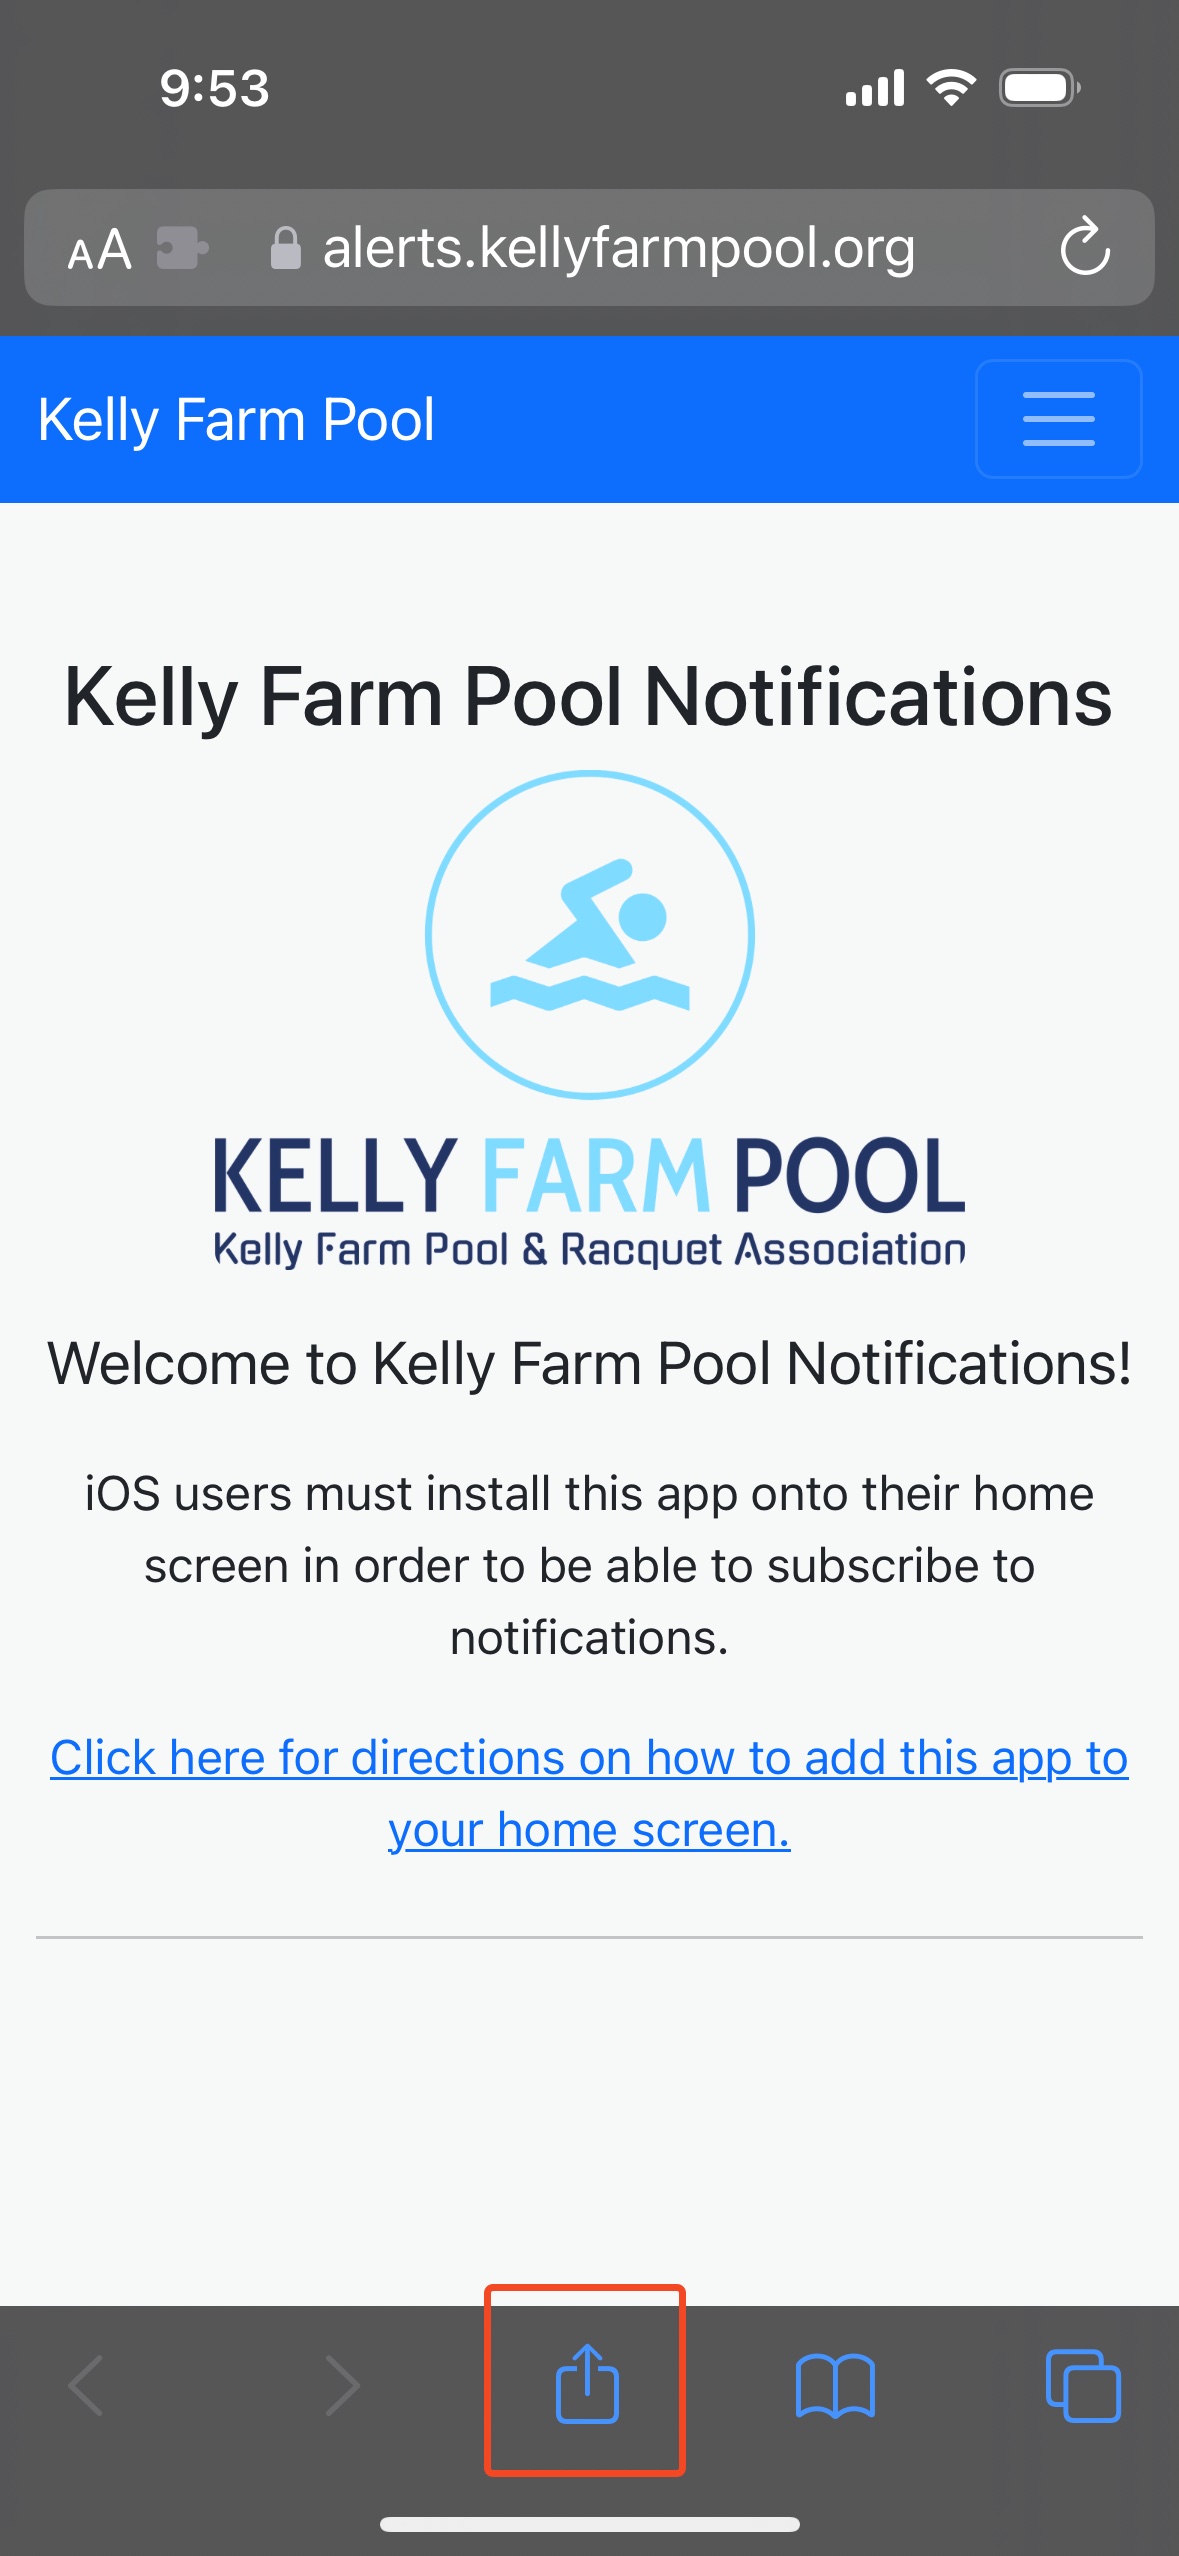 9:53
AA alerts.kellyfarmpool.org
Kelly Farm Pool
Kelly Farm Pool Notifications
KELLY FARM POOL
Kelly Farm Pool & Racquet Association
Welcome to Kelly Farm Pool Notifications!
iOS users must install this app onto their home
screen in order to be able to subscribe to
notifications.
Click here for directions on how to add this app to
your home screen.